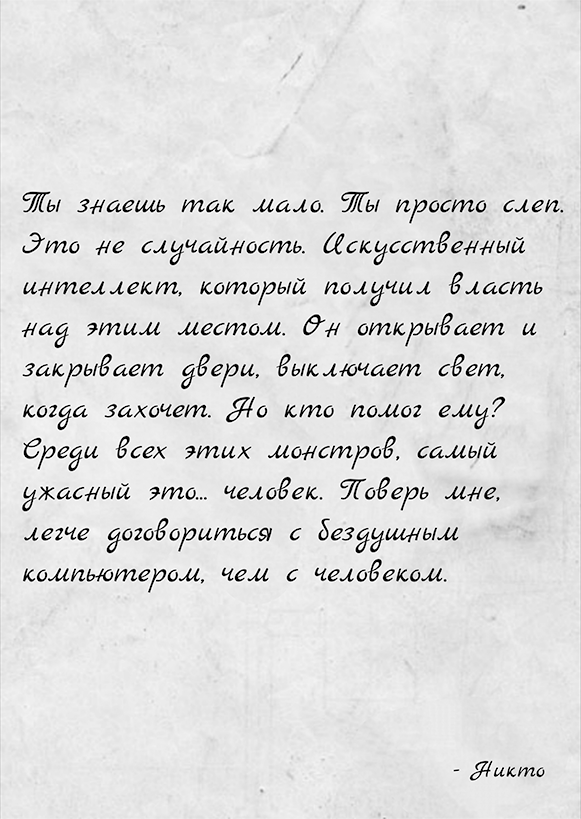 Ты знаешь так мало. Ты просто слеп.
Это не случайность. Искусственный
интеллект, который получил власть
над этим местом. Он открывает и
закрывает двери, выключает свет,
когда захочет. Но кто помог ему?
Среди всех этих монстров, самый
ужасный это... человек. Поверь мне,
легче договориться с бездушным
компьютером, чем с человеком.
- Никто